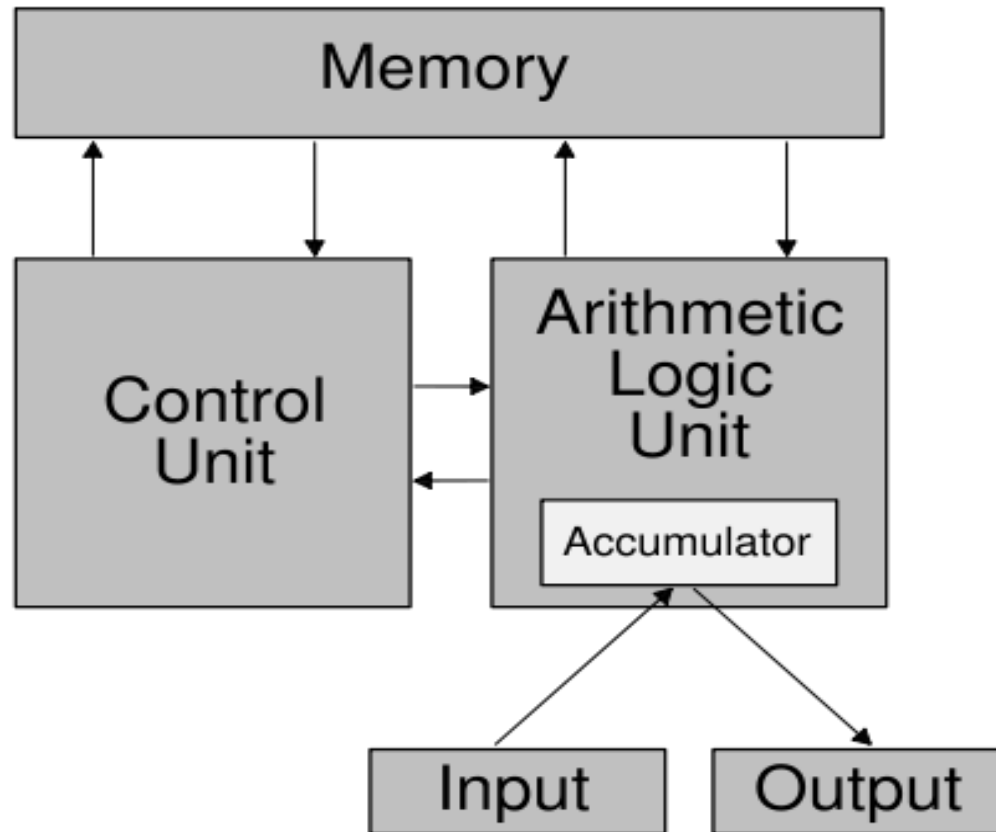 Memory
Control
Unit
Arithmetic
Logic
Unit
Accumulator
Input
Output